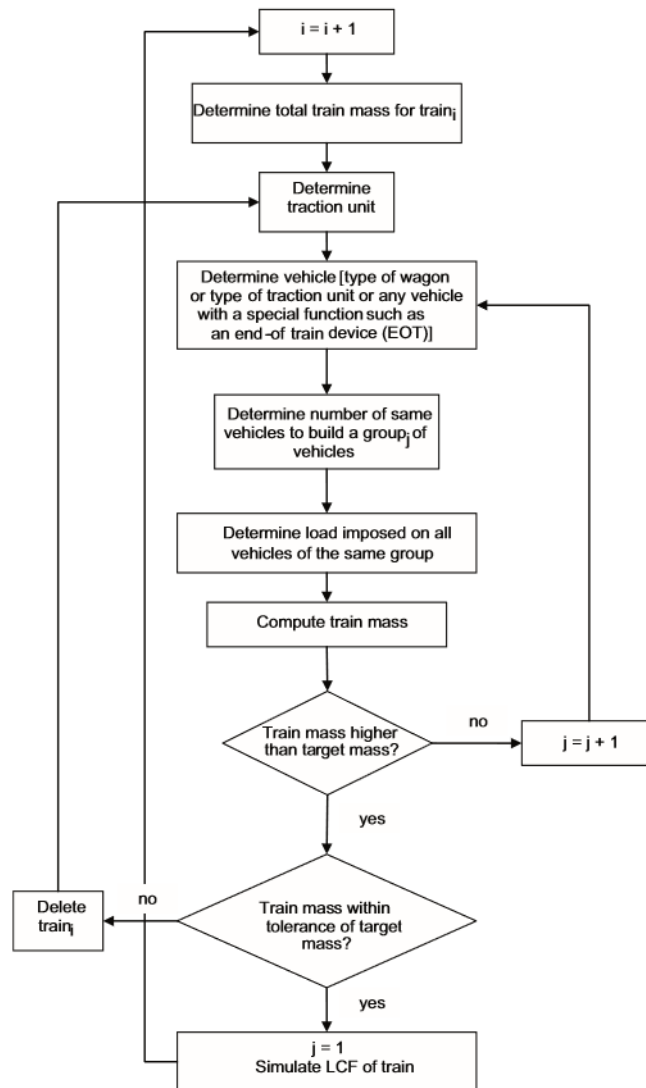 i = i + 1
Determine total train mass for trainᵢ
Determine
traction unit
Determine vehicle [type of wagon
or type of traction unit or any vehicle
with a special function such as
an end-of train device (EOT)]
Determine number of same
vehicles to build a groupⱼ of
vehicles
Determine load imposed on all
vehicles of the same group
Compute train mass
Train mass higher
than target mass?
no
j = j + 1
yes
Train mass within
tolerance of target
mass?
no
Delete
trainᵢ
yes
j = 1
Simulate LCF of train